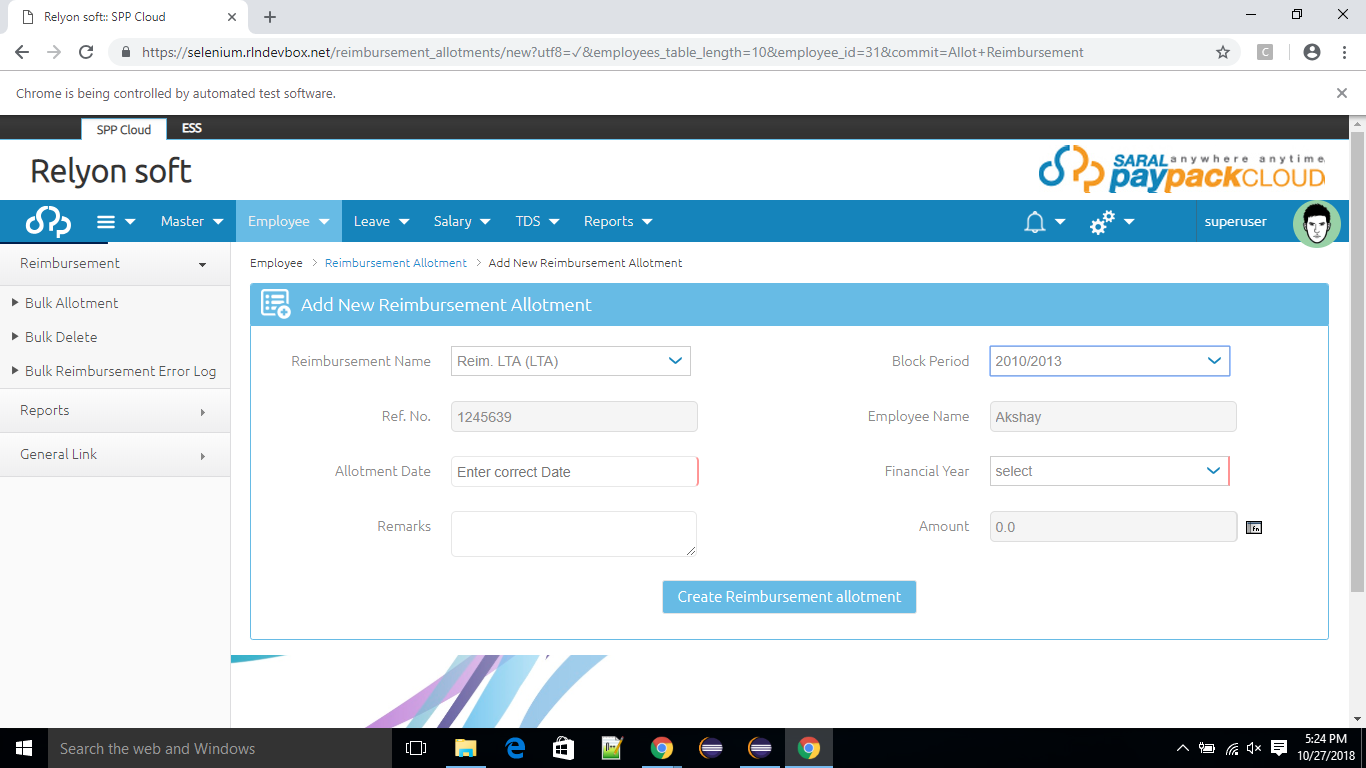 Relyon soft:: SPP Cloud
https://selenium.rlndevbox.net/reimbursement_allotments/new?utf8=✓&employees_table_length=10&employee_id=31&commit=Allot+Reimbursement
C
Chrome is being controlled by automated test software.
SPP Cloud ESS
Relyon soft
SARAL anywhere anytime
paypackCLOUD
Master Employee Leave Salary TDS Reports superuser
Reimbursement
Bulk Allotment
Bulk Delete
Bulk Reimbursement Error Log
Reports
General Link
Employee > Reimbursement Allotment > Add New Reimbursement Allotment
Add New Reimbursement Allotment
Reimbursement Name Reim. LTA (LTA) Block Period 2010/2013
Ref. No. 1245639 Employee Name Akshay
Allotment Date Enter correct Date Financial Year select
Remarks Amount 0.0 fn
Create Reimbursement allotment
Search the web and Windows
5:24 PM
10/27/2018